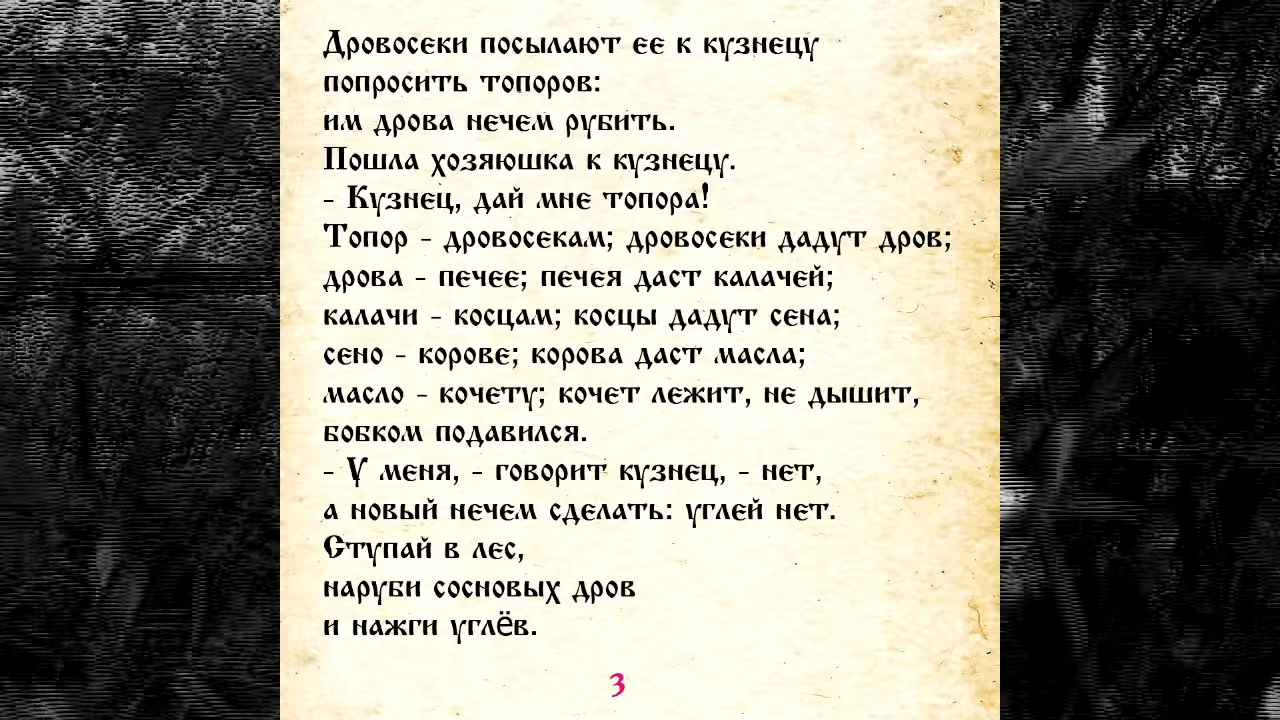 Дровосеки посылают ее к кузнецу
попросить топоров:
им дрова нечем рубить.
Пошла хозяюшка к кузнецу.
- Кузнец, дай мне топора!
Топор - дровосекам; дровосеки дадут дров;
дрова - печее; печея даст калачей;
калачи - косцам; косцы дадут сена;
сено - корове; корова даст масла;
масло - кочету; кочет лежит, не дышит,
бобком подавился.
- У меня, - говорит кузнец, - нет,
а новый нечем сделать: углей нет.
Ступай в лес,
наруби сосновых дров
и нажги углёв.
3